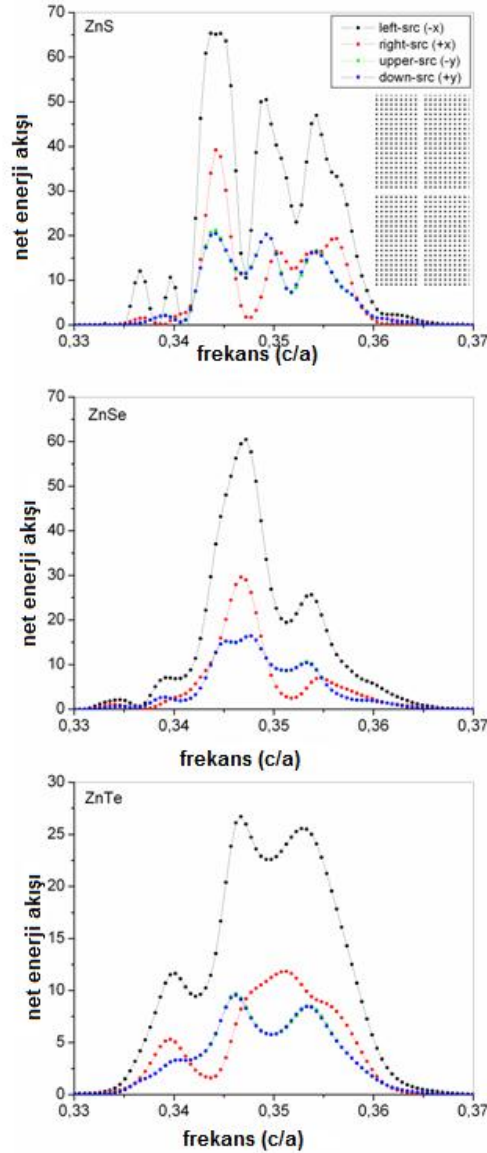 ZnS
70
60
50
40
30
20
10
0
net enerji akışı
left-src (-x)
right-src (+x)
upper-src (-y)
down-src (+y)
0,33 0,34 0,35 0,36 0,37
frekans (c/a)
ZnSe
70
60
50
40
30
20
10
0
net enerji akışı
0,33 0,34 0,35 0,36 0,37
frekans (c/a)
ZnTe
30
25
20
15
10
5
0
net enerji akışı
0,33 0,34 0,35 0,36 0,37
frekans (c/a)